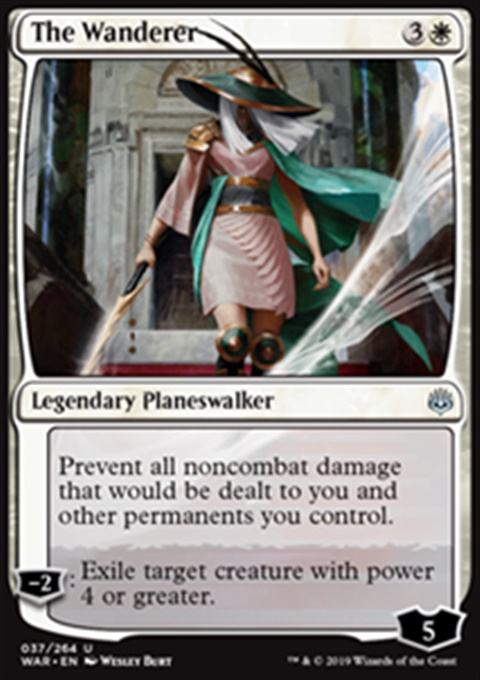 The Wanderer 3
Legendary Planeswalker
Prevent all noncombat damage
that would be dealt to you and
other permanents you control.
-2: Exile target creature with power
4 or greater.
5
037/264 U
WAR • EN Wesley Burt
™ & © 2019 Wizards of the Coast